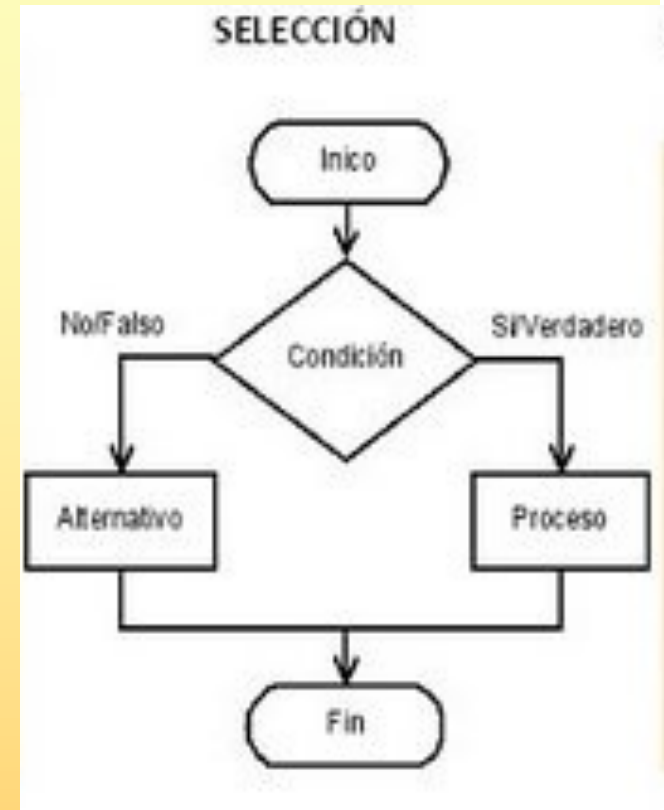 SELECCIÓN
Inico
No/Falso
Si/Verdadero
Condición
Alternativo
Proceso
Fin